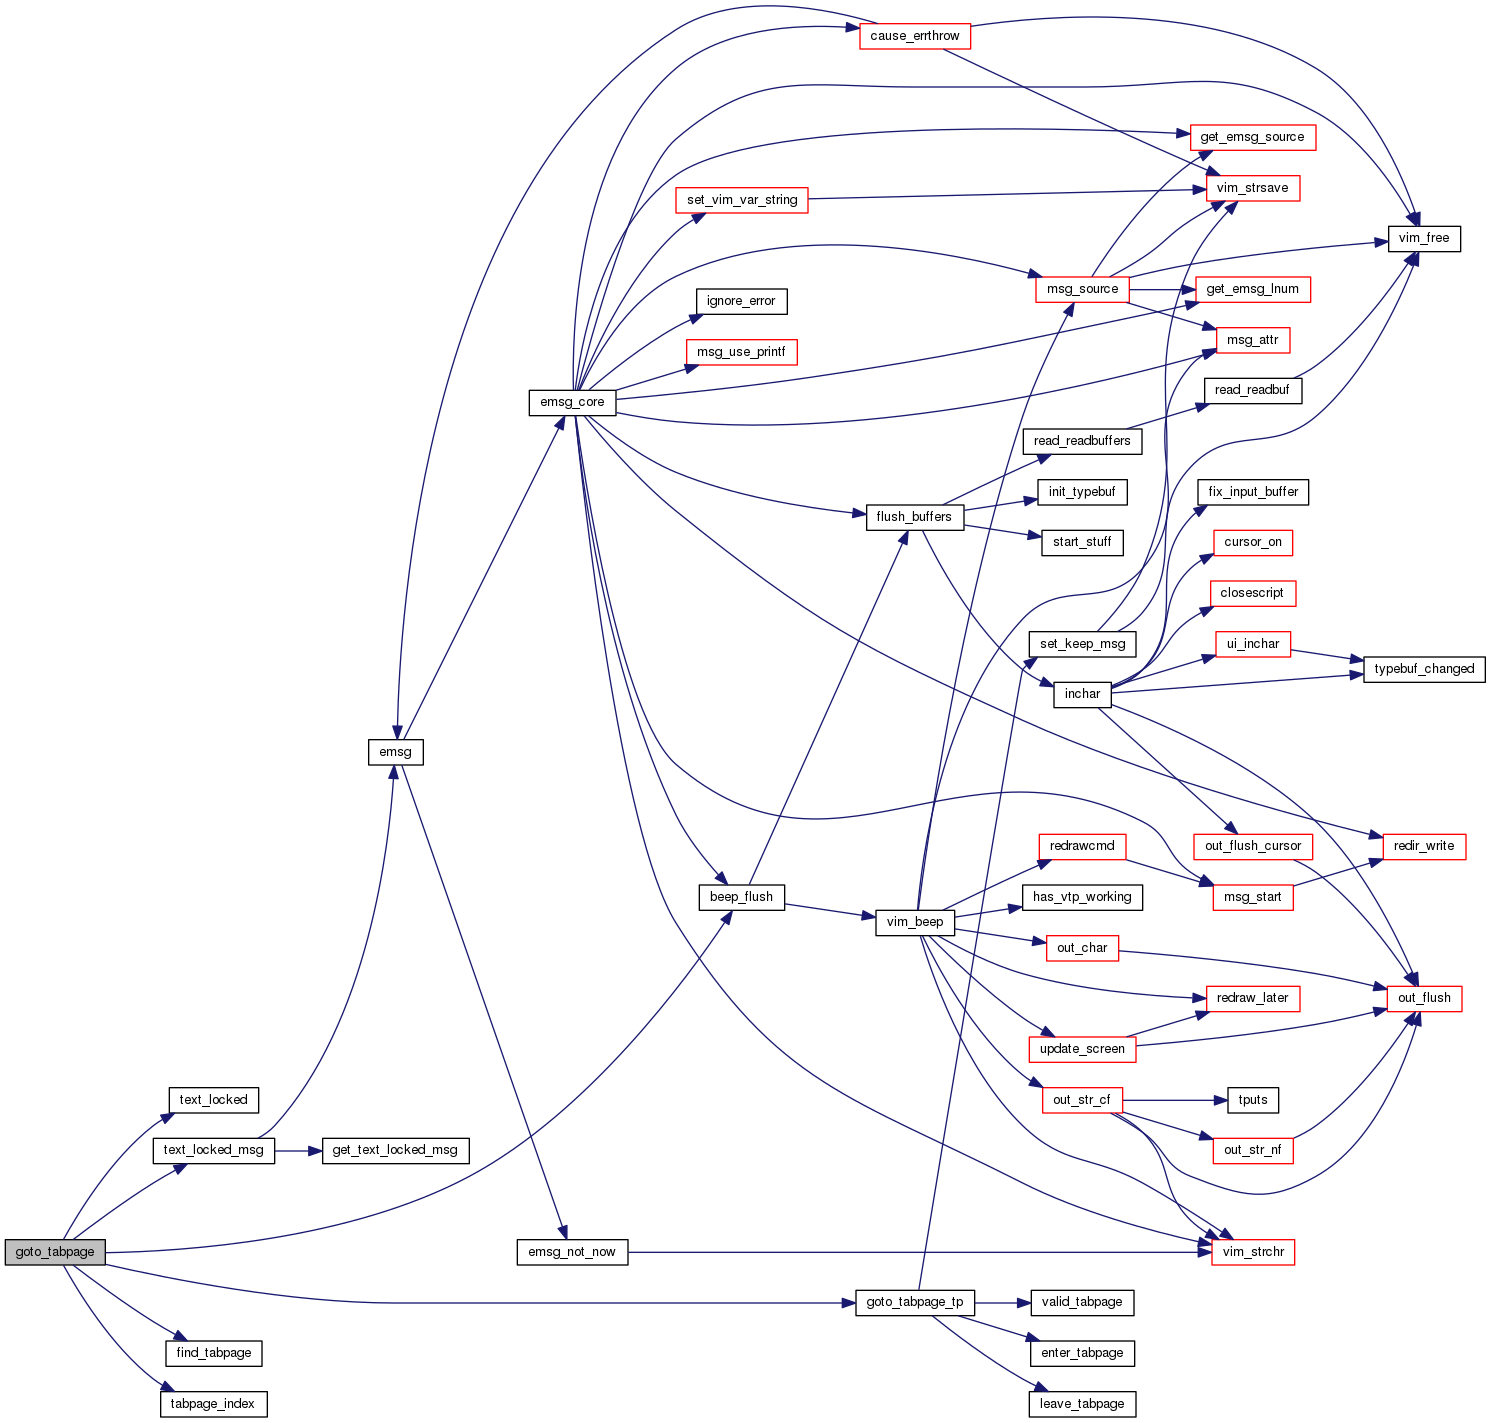 cause_errthrow
get_emsg_source
vim_strsave
set_vim_var_string
vim_free
msg_source
get_emsg_lnum
ignore_error
msg_attr
msg_use_printf
read_readbuf
emsg_core
read_readbuffers
init_typebuf
fix_input_buffer
flush_buffers
start_stuff
cursor_on
closescript
set_keep_msg
ui_inchar
typebuf_changed
inchar
emsg
redrawcmd
out_flush_cursor
redir_write
beep_flush
has_vtp_working
msg_start
vim_beep
out_char
redraw_later
out_flush
update_screen
text_locked
out_str_cf
tputs
text_locked_msg
get_text_locked_msg
out_str_nf
goto_tabpage
emsg_not_now
vim_strchr
goto_tabpage_tp
valid_tabpage
find_tabpage
enter_tabpage
tabpage_index
leave_tabpage